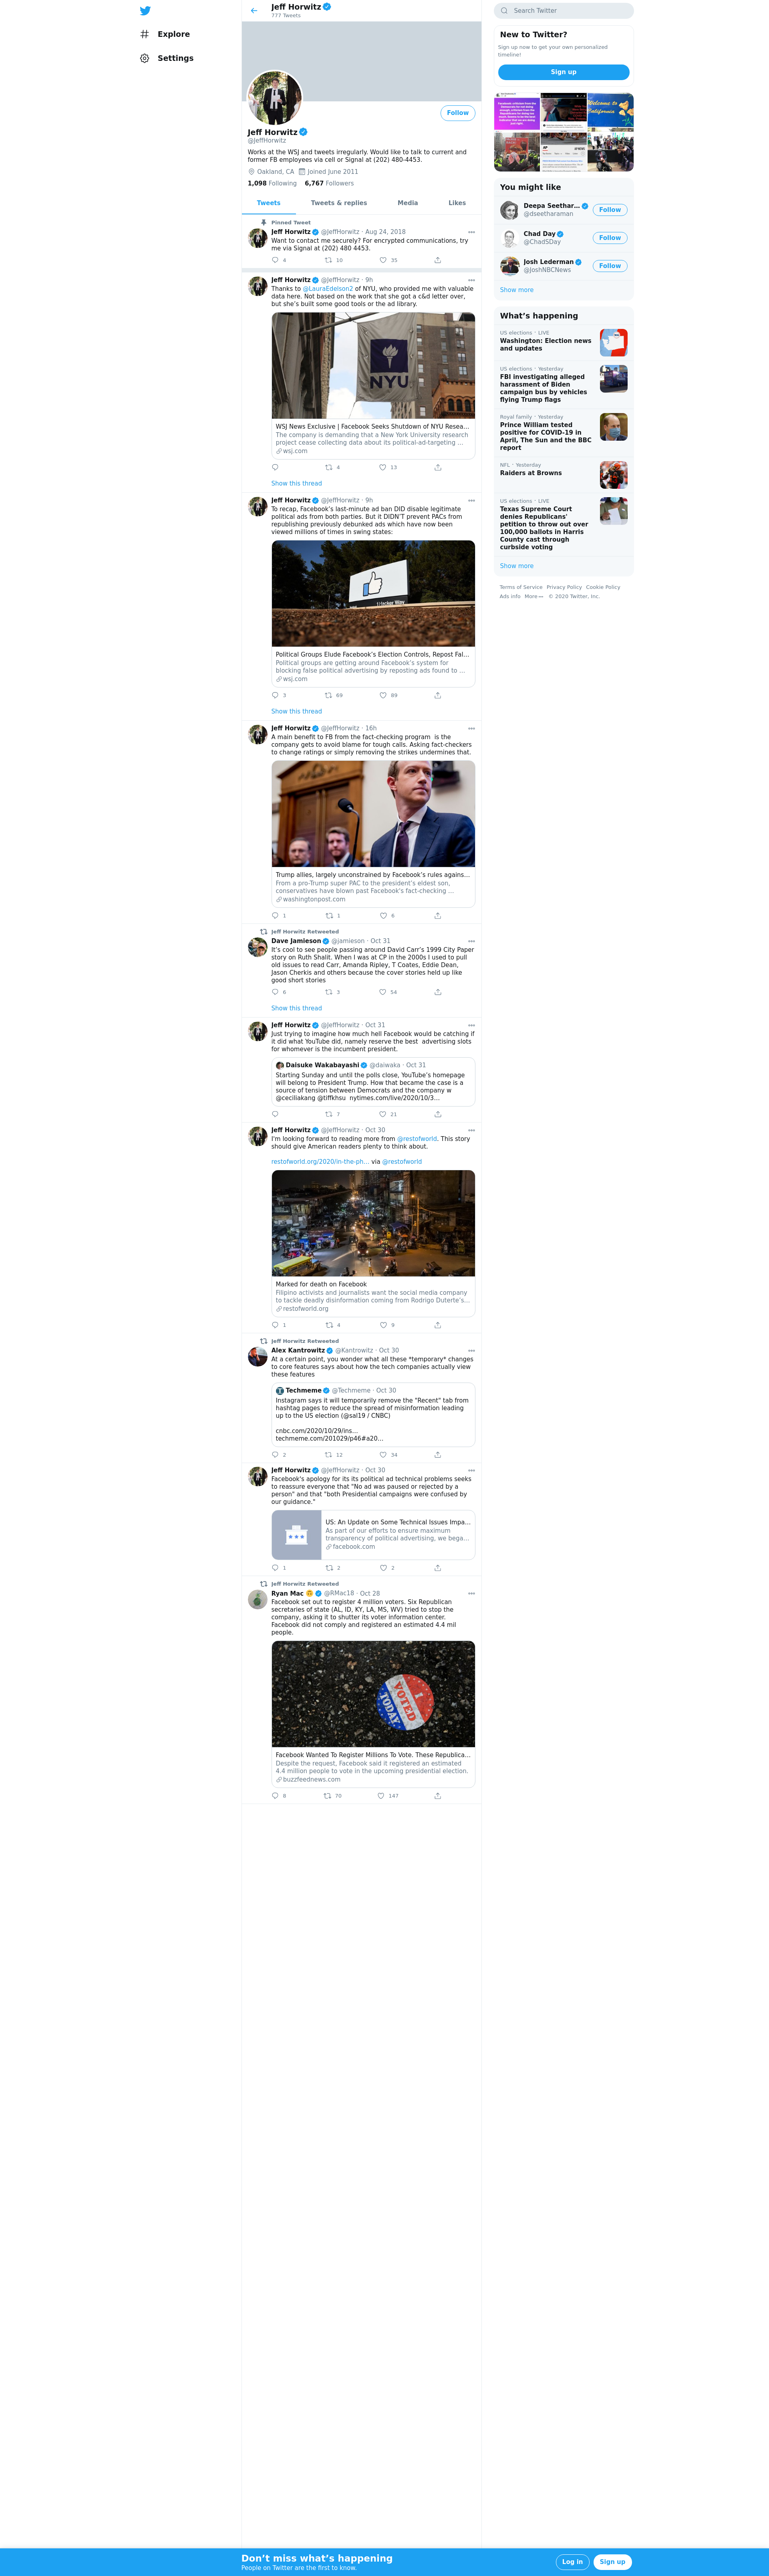 Explore
Settings
Jeff Horwitz
777 Tweets
Follow
Jeff Horwitz
@JeffHorwitz
Works at the WSJ and tweets irregularly. Would like to talk to current and
former FB employees via cell or Signal at (202) 480-4453.
Oakland, CA Joined June 2011
1,098 Following 6,767 Followers
Tweets Tweets & replies Media Likes
Pinned Tweet
Jeff Horwitz @JeffHorwitz · Aug 24, 2018
Want to contact me securely? For encrypted communications, try
me via Signal at (202) 480 4453.
4 10 35
Jeff Horwitz @JeffHorwitz · 9h
Thanks to @LauraEdelson2 of NYU, who provided me with valuable
data here. Not based on the work that she got a c&d letter over,
but she's built some good tools or the ad library.
NYU
WSJ News Exclusive | Facebook Seeks Shutdown of NYU Resea...
The company is demanding that a New York University research
project cease collecting data about its political-ad-targeting ...
wsj.com
4 13
Show this thread
Jeff Horwitz @JeffHorwitz · 9h
To recap, Facebook's last-minute ad ban DID disable legitimate
political ads from both parties. But it DIDN'T prevent PACs from
republishing previously debunked ads which have now been
viewed millions of times in swing states:
Political Groups Elude Facebook's Election Controls, Repost Fal...
Political groups are getting around Facebook's system for
blocking false political advertising by reposting ads found to ...
wsj.com
3 69 89
Show this thread
Jeff Horwitz @JeffHorwitz · 16h
A main benefit to FB from the fact-checking program is the
company gets to avoid blame for tough calls. Asking fact-checkers
to change ratings or simply removing the strikes undermines that.
Trump allies, largely unconstrained by Facebook's rules agains...
From a pro-Trump super PAC to the president's eldest son,
conservatives have blown past Facebook's fact-checking ...
washingtonpost.com
1 1 6
Jeff Horwitz Retweeted
Dave Jamieson @jamieson · Oct 31
It's cool to see people passing around David Carr's 1999 City Paper
story on Ruth Shalit. When I was at CP in the 2000s I used to pull
old issues to read Carr, Amanda Ripley, T Coates, Eddie Dean,
Jason Cherkis and others because the cover stories held up like
good short stories
6 3 54
Show this thread
Jeff Horwitz @JeffHorwitz · Oct 31
Just trying to imagine how much hell Facebook would be catching if
it did what YouTube did, namely reserve the best advertising slots
for whomever is the incumbent president.
Daisuke Wakabayashi @daiwaka · Oct 31
Starting Sunday and until the polls close, YouTube's homepage
will belong to President Trump. How that became the case is a
source of tension between Democrats and the company w
@ceciliakang @tiffkhsu nytimes.com/live/2020/10/3...
7 21
Jeff Horwitz @JeffHorwitz · Oct 30
I'm looking forward to reading more from @restofworld. This story
should give American readers plenty to think about.
restofworld.org/2020/in-the-ph... via @restofworld
Marked for death on Facebook
Filipino activists and journalists want the social media company
to tackle deadly disinformation coming from Rodrigo Duterte's...
restofworld.org
1 4 9
Jeff Horwitz Retweeted
Alex Kantrowitz @Kantrowitz · Oct 30
At a certain point, you wonder what all these *temporary* changes
to core features says about how the tech companies actually view
these features
Techmeme @Techmeme · Oct 30
Instagram says it will temporarily remove the "Recent" tab from
hashtag pages to reduce the spread of misinformation leading
up to the US election (@sal19 / CNBC)
cnbc.com/2020/10/29/ins...
techmeme.com/201029/p46#a20...
2 12 34
Jeff Horwitz @JeffHorwitz · Oct 30
Facebook's apology for its its political ad technical problems seeks
to reassure everyone that "No ad was paused or rejected by a
person" and that "both Presidential campaigns were confused by
our guidance."
US: An Update on Some Technical Issues Impa...
As part of our efforts to ensure maximum
transparency of political advertising, we bega...
facebook.com
1 2 2
Jeff Horwitz Retweeted
Ryan Mac @RMac18 · Oct 28
Facebook set out to register 4 million voters. Six Republican
secretaries of state (AL, ID, KY, LA, MS, WV) tried to stop the
company, asking it to shutter its voter information center.
Facebook did not comply and registered an estimated 4.4 mil
people.
I VOTED TODAY
Facebook Wanted To Register Millions To Vote. These Republica...
Despite the request, Facebook said it registered an estimated
4.4 million people to vote in the upcoming presidential election.
buzzfeednews.com
8 70 147
Search Twitter
New to Twitter?
Sign up now to get your own personalized
timeline!
Sign up
Welcome to
California
You might like
Deepa Seethar...
@dseetharaman
Follow
Chad Day
@ChadSDay
Follow
Josh Lederman
@JoshNBCNews
Follow
Show more
What's happening
US elections · LIVE
Washington: Election news
and updates
US elections · Yesterday
FBI investigating alleged
harassment of Biden
campaign bus by vehicles
flying Trump flags
Royal family · Yesterday
Prince William tested
positive for COVID-19 in
April, The Sun and the BBC
report
NFL · Yesterday
Raiders at Browns
US elections · LIVE
Texas Supreme Court
denies Republicans'
petition to throw out over
100,000 ballots in Harris
County cast through
curbside voting
Show more
Terms of Service Privacy Policy Cookie Policy
Ads info More © 2020 Twitter, Inc.
Don't miss what's happening
People on Twitter are the first to know.
Log in Sign up